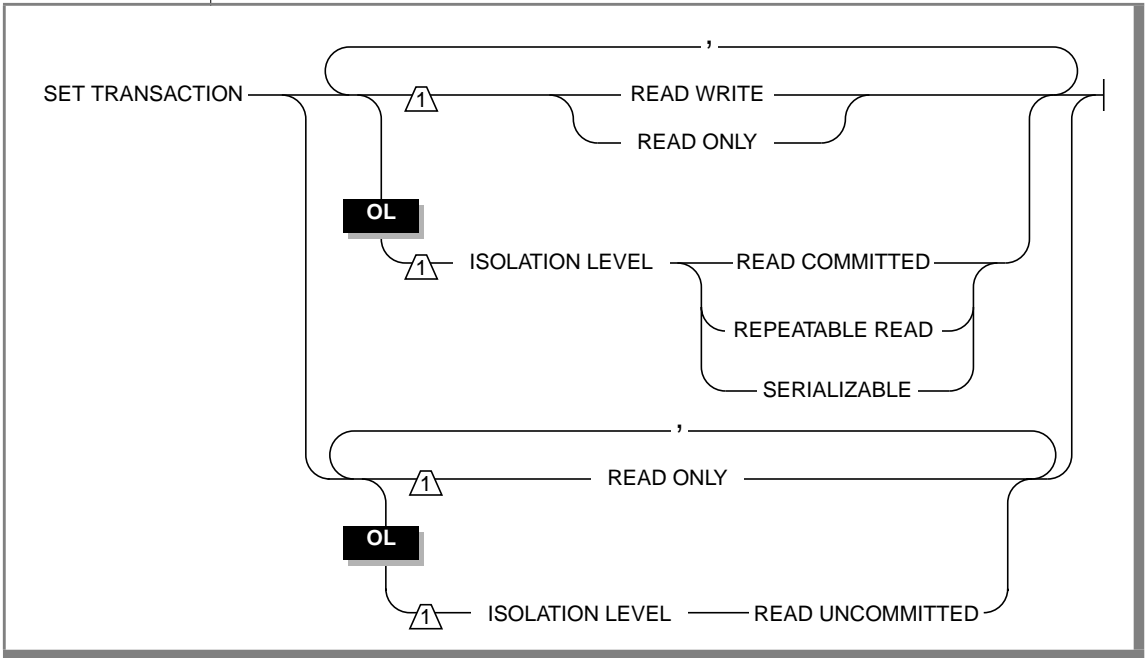 ,
SET TRANSACTION 1 READ WRITE
READ ONLY
OL
1 ISOLATION LEVEL READ COMMITTED
REPEATABLE READ
SERIALIZABLE
,
1 READ ONLY
OL
1 ISOLATION LEVEL READ UNCOMMITTED